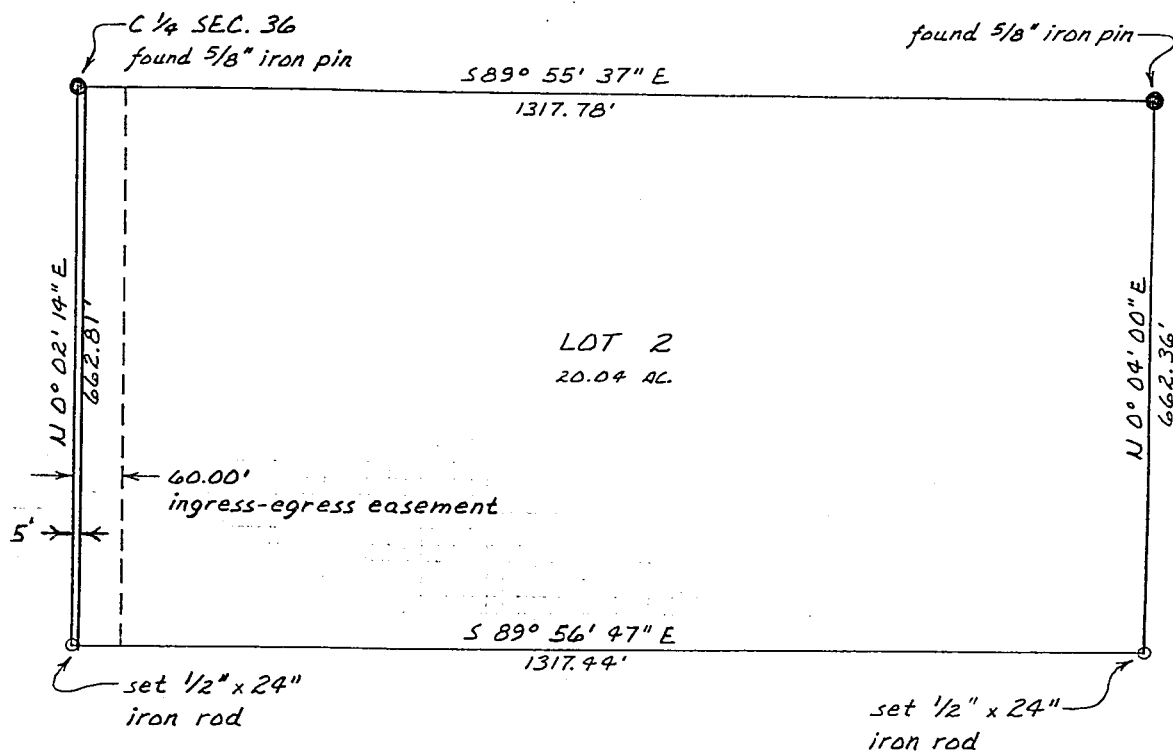 C 1/4 SEC. 36
found 5/8" iron pin
found 5/8" iron pin
S 89° 55' 37" E
1317.78'
N 0° 02' 14" E
662.81'
LOT 2
20.04 AC.
N 0° 04' 00" E
662.36'
60.00'
ingress-egress easement
5'
S 89° 56' 47" E
1317.44'
set 1/2" x 24"
iron rod
set 1/2" x 24"
iron rod